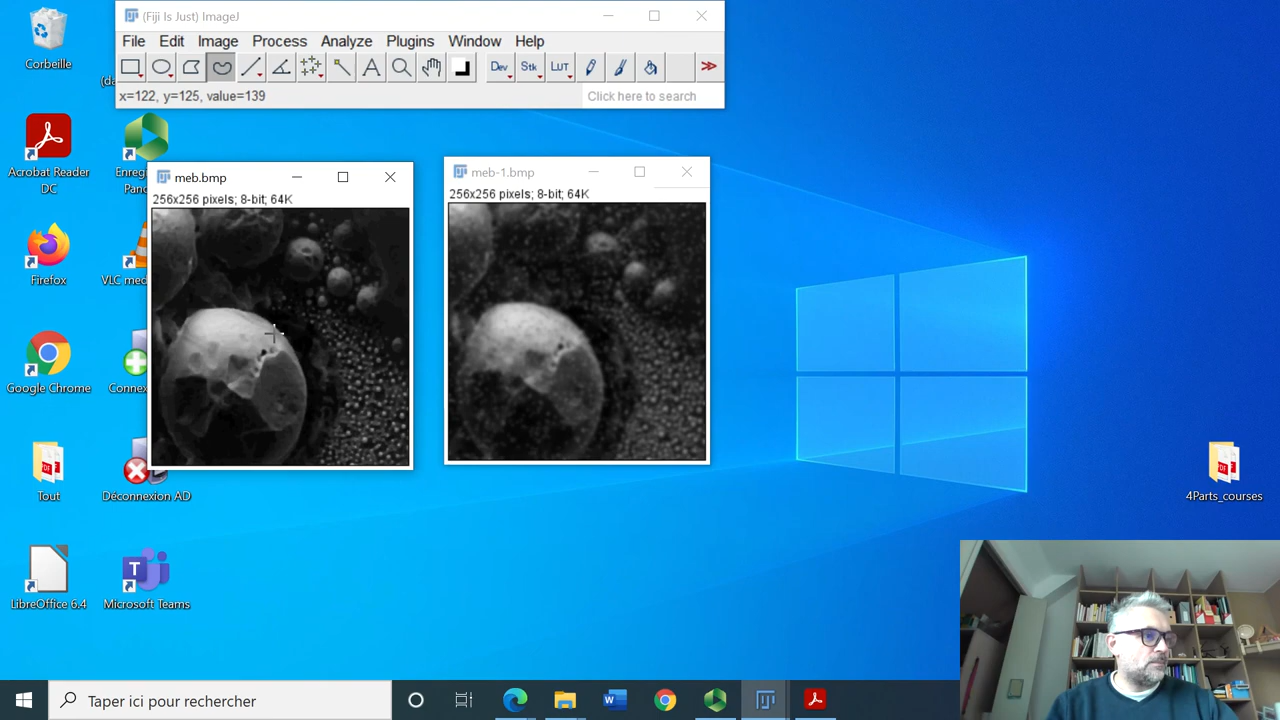 (Fiji Is Just) ImageJ
File Edit Image Process Analyze Plugins Window Help
Dev Stk LUT
x=122, y=125, value=139
Click here to search
meb.bmp
256x256 pixels; 8-bit; 64K
meb-1.bmp
256x256 pixels; 8-bit; 64K
Corbeille
(da
Acrobat Reader
DC
Enreg
Pano
Firefox
VLC med
Google Chrome
Connex
Tout
Déconnexion AD
LibreOffice 6.4
Microsoft Teams
4Parts_courses
Taper ici pour rechercher